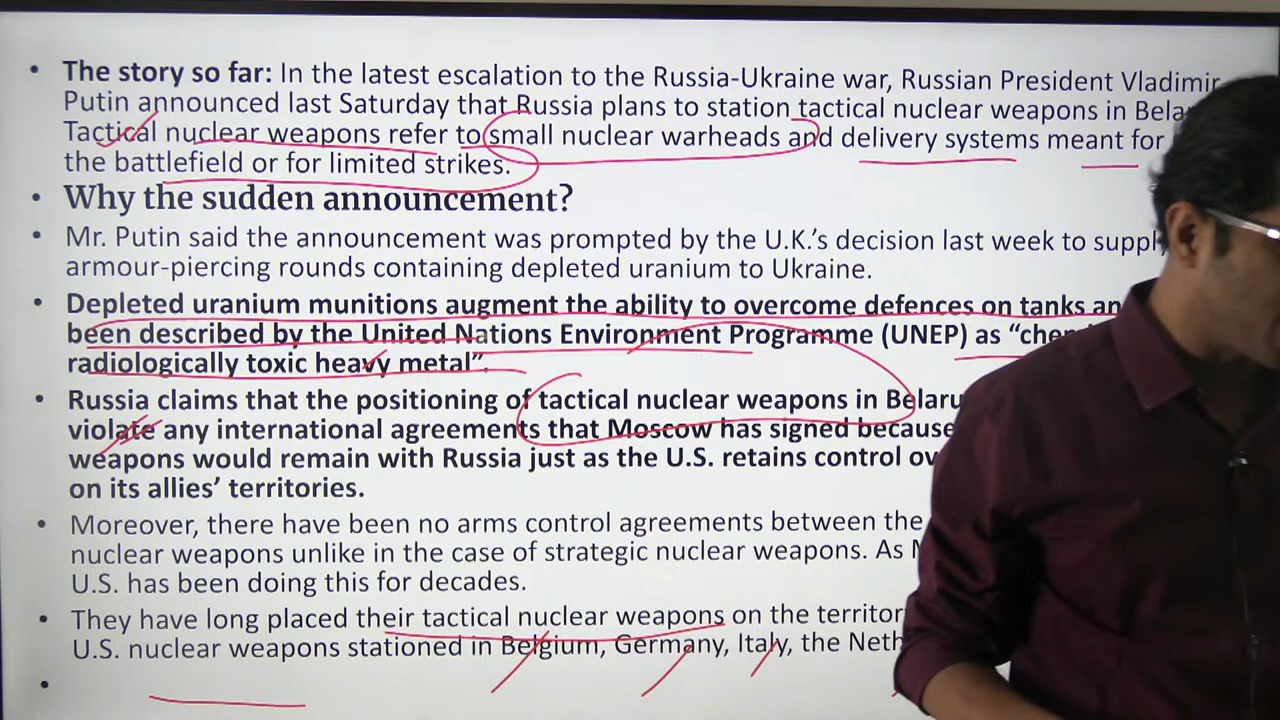 • The story so far: In the latest escalation to the Russia-Ukraine war, Russian President Vladimir
Putin announced last Saturday that Russia plans to station tactical nuclear weapons in
Tactical nuclear weapons refer to small nuclear warheads and delivery systems meant for
the battlefield or for limited strikes.
• Why the sudden announcement?
• Mr. Putin said the announcement was prompted by the U.K.’s decision last week to
armour-piercing rounds containing depleted uranium to Ukraine.
• Depleted uranium munitions augment the ability to overcome defences on tanks
been described by the United Nations Environment Programme (UNEP) as
radiologically toxic heavy metal”.
• Russia claims that the positioning of tactical nuclear weapons in
violate any international agreements that Moscow has signed because
weapons would remain with Russia just as the U.S. retains control
on its allies’ territories.
• Moreover, there have been no arms control agreements between the
nuclear weapons unlike in the case of strategic nuclear weapons. As
U.S. has been doing this for decades.
• They have long placed their tactical nuclear weapons on the
U.S. nuclear weapons stationed in Belgium, Germany, Italy, the
•